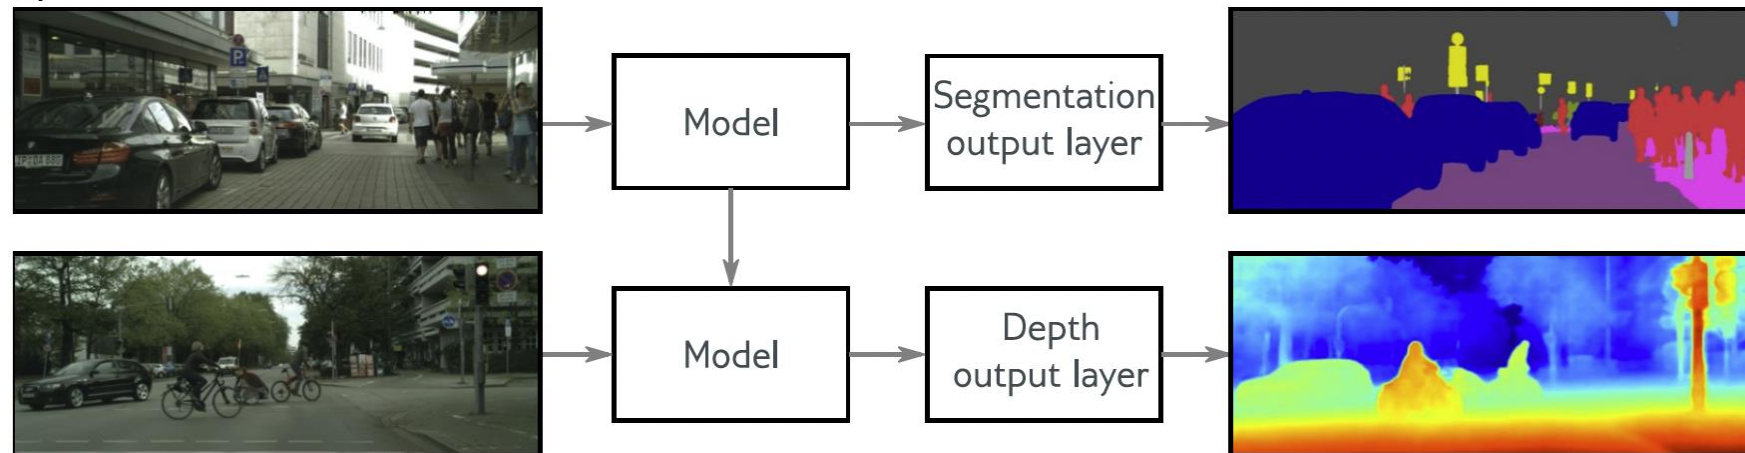 Model
Segmentation
output layer
P
Model
Depth
output layer